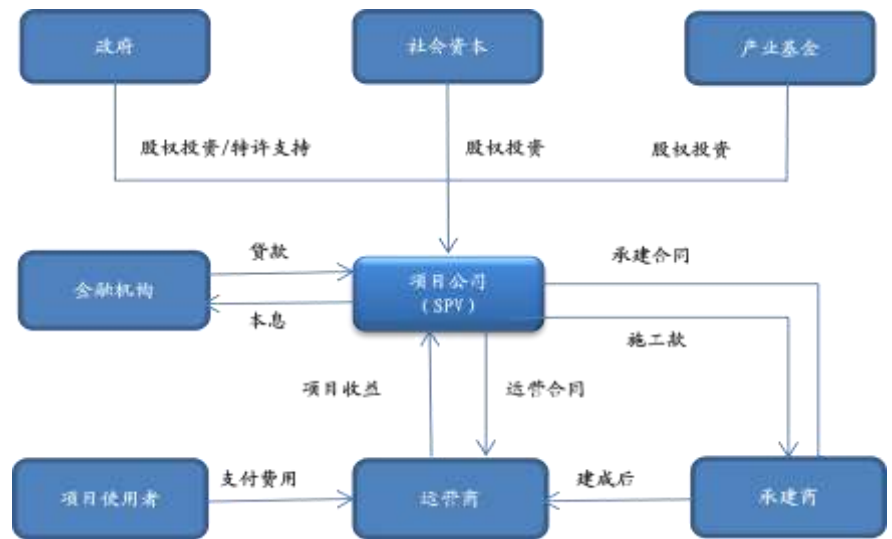 政府
社会资本
产业基金
股权投资/特许支持
股权投资
股权投资
贷款
承建合同
金融机构
项目公司
（SPV）
本息
施工款
项目收益
运营合同
支付费用
建成后
项目使用者
运营商
承建商